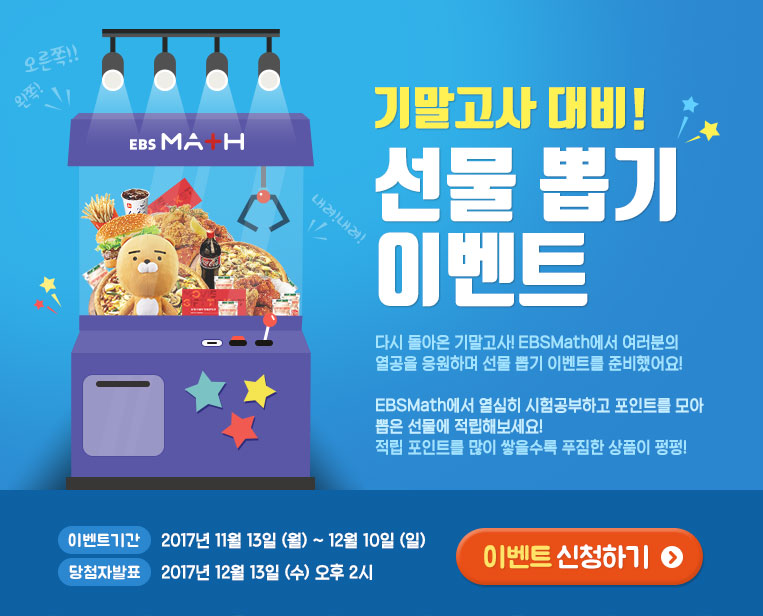 오른쪽!!
왼쪽!
EBS MATH
내려!내려!
기말고사 대비!
선물 뽑기
이벤트
다시 돌아온 기말고사! EBSMath에서 여러분의
열공을 응원하며 선물 뽑기 이벤트를 준비했어요!
EBSMath에서 열심히 시험공부하고 포인트를 모아
뽑은 선물에 적립해보세요!
적립 포인트를 많이 쌓을수록 푸짐한 상품이 펑펑!
이벤트기간 2017년 11월 13일 (월) ~ 12월 10일 (일)
당첨자발표 2017년 12월 13일 (수) 오후 2시
이벤트 신청하기